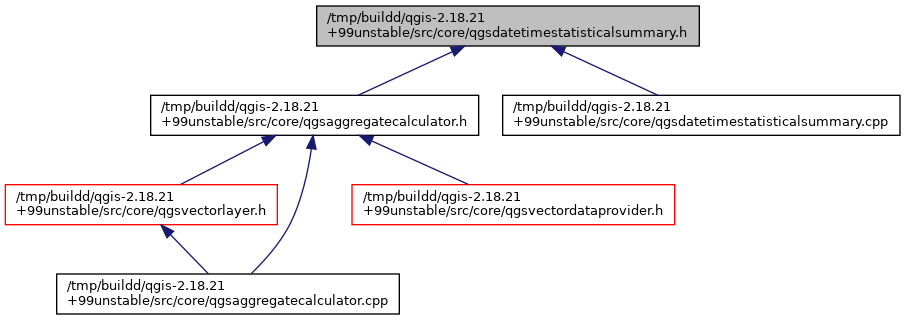 /tmp/buildd/qgis-2.18.21
+99unstable/src/core/qgsdatetimestatisticalsummary.h
/tmp/buildd/qgis-2.18.21
+99unstable/src/core/qgsaggregatecalculator.h
/tmp/buildd/qgis-2.18.21
+99unstable/src/core/qgsdatetimestatisticalsummary.cpp
/tmp/buildd/qgis-2.18.21
+99unstable/src/core/qgsvectorlayer.h
/tmp/buildd/qgis-2.18.21
+99unstable/src/core/qgsvectordataprovider.h
/tmp/buildd/qgis-2.18.21
+99unstable/src/core/qgsaggregatecalculator.cpp